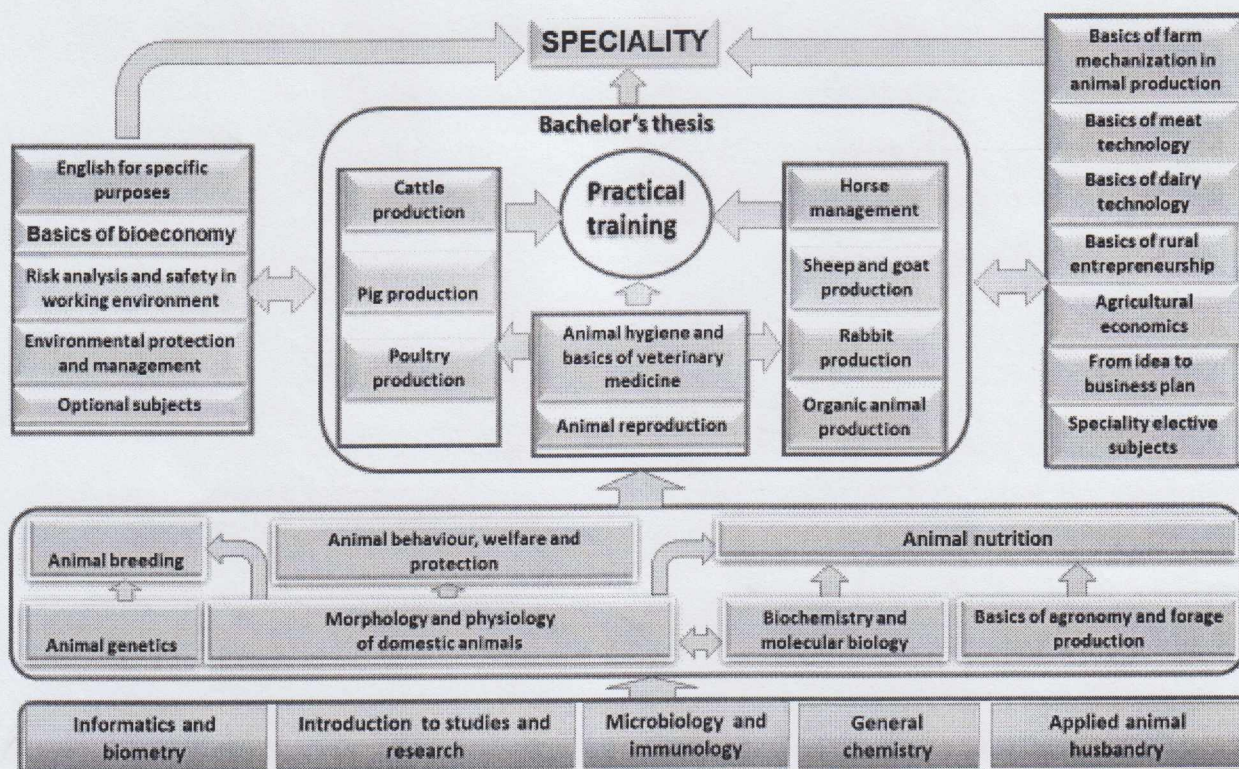 SPECIALITY
Bachelor's thesis
English for specific
purposes
Basics of bioeconomy
Risk analysis and safety in
working environment
Environmental protection
and management
Optional subjects
Cattle
production
Pig production
Poultry
production
Practical
training
Animal hygiene and
basics of veterinary
medicine
Animal reproduction
Horse
management
Sheep and goat
production
Rabbit
production
Organic animal
production
Basics of farm
mechanization in
animal production
Basics of meat
technology
Basics of dairy
technology
Basics of rural
entrepreneurship
Agricultural
economics
From idea to
business plan
Speciality elective
subjects
Animal breeding
Animal behaviour, welfare and
protection
Animal nutrition
Animal genetics
Morphology and physiology
of domestic animals
Biochemistry and
molecular biology
Basics of agronomy and forage
production
Informatics and
biometry
Introduction to studies and
research
Microbiology and
immunology
General
chemistry
Applied animal
husbandry